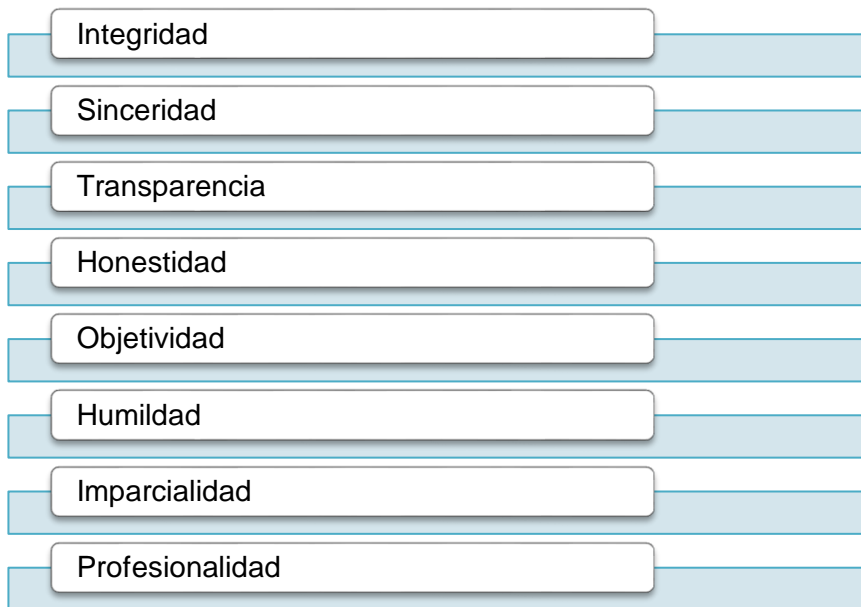 Integridad
Sinceridad
Transparencia
Honestidad
Objetividad
Humildad
Imparcialidad
Profesionalidad